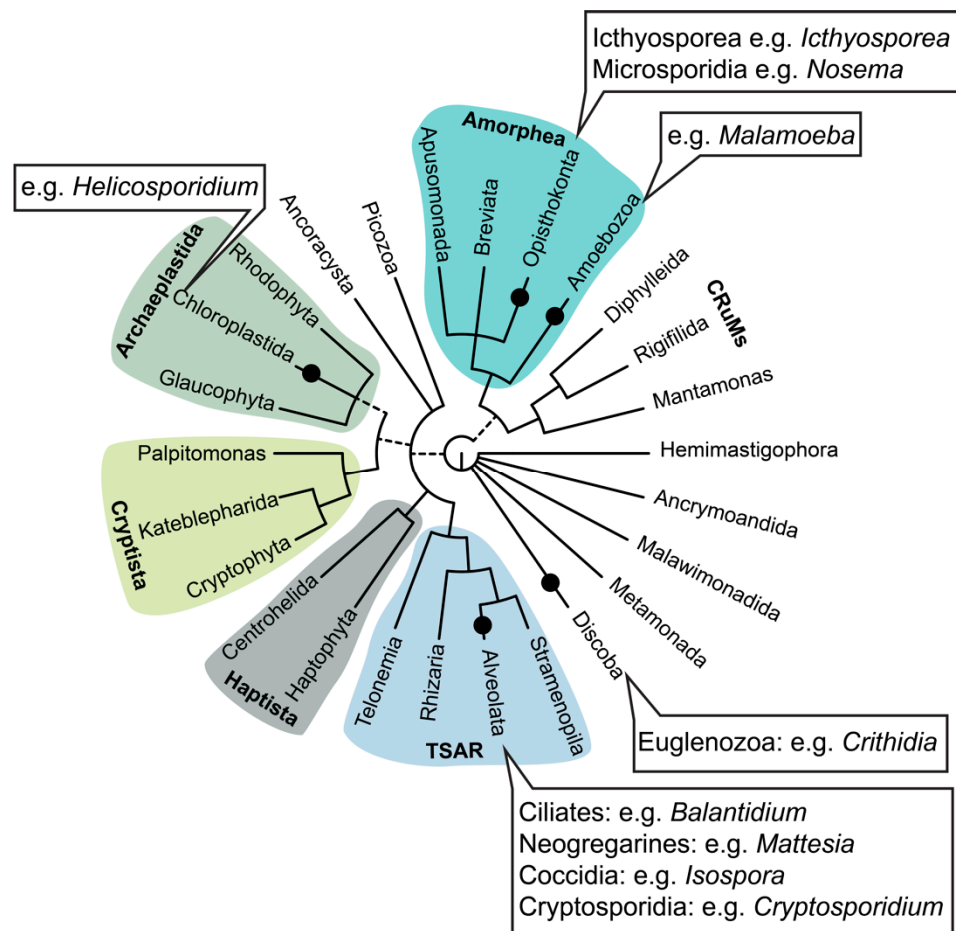 Icthyosporea e.g. Icthyosporea
Microsporidia e.g. Nosema
e.g. Malamoeba
e.g. Helicosporidium
Amorphea
Apusomonada
Breviata
Opisthokonta
Amoebozoa
Ancoracysta
Picozoa
Archaeplastida
Rhodophyta
Chloroplastida
Glaucophyta
CRuMs
Diphylleida
Rigifilida
Mantamonas
Hemimastigophora
Ancrymoandida
Malawimonadida
Metamonada
Discoba
Cryptista
Palpitomonas
Kateblepharida
Cryptophyta
Haptista
Centrohelida
Haptophyta
Telonemia
Rhizaria
Alveolata
Stramenopila
TSAR
Euglenozoa: e.g. Crithidia
Ciliates: e.g. Balantidium
Neogregarines: e.g. Mattesia
Coccidia: e.g. Isospora
Cryptosporidia: e.g. Cryptosporidium